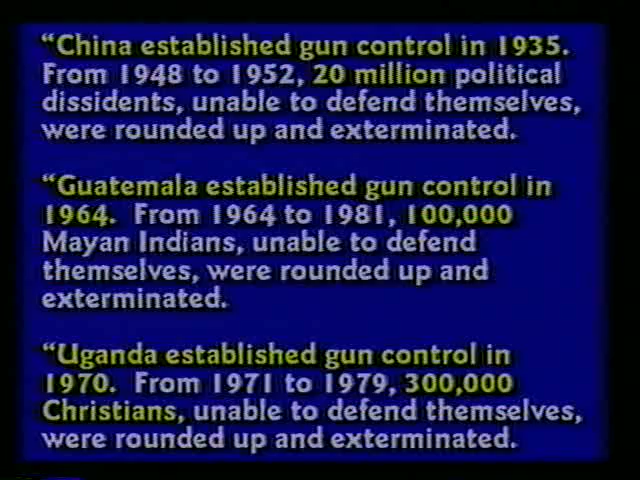 “China established gun control in 1935.
From 1948 to 1952, 20 million political
dissidents, unable to defend themselves,
were rounded up and exterminated.
“Guatemala established gun control in
1964.  From 1964 to 1981, 100,000
Mayan Indians, unable to defend
themselves, were rounded up and
exterminated.
“Uganda established gun control in
1970.  From 1971 to 1979, 300,000
Christians, unable to defend themselves,
were rounded up and exterminated.